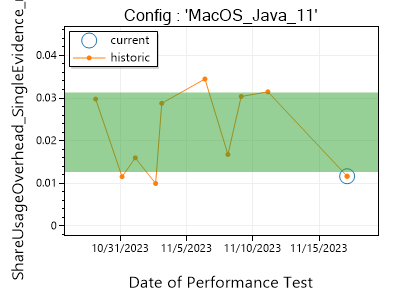 Config : 'MacOS_Java_11'
current
historic
0.04
0.03
0.02
0.01
0
10/31/2023
11/5/2023
11/10/2023
11/15/2023
Date of Performance Test
ShareUsageOverhead_SingleEvidence_